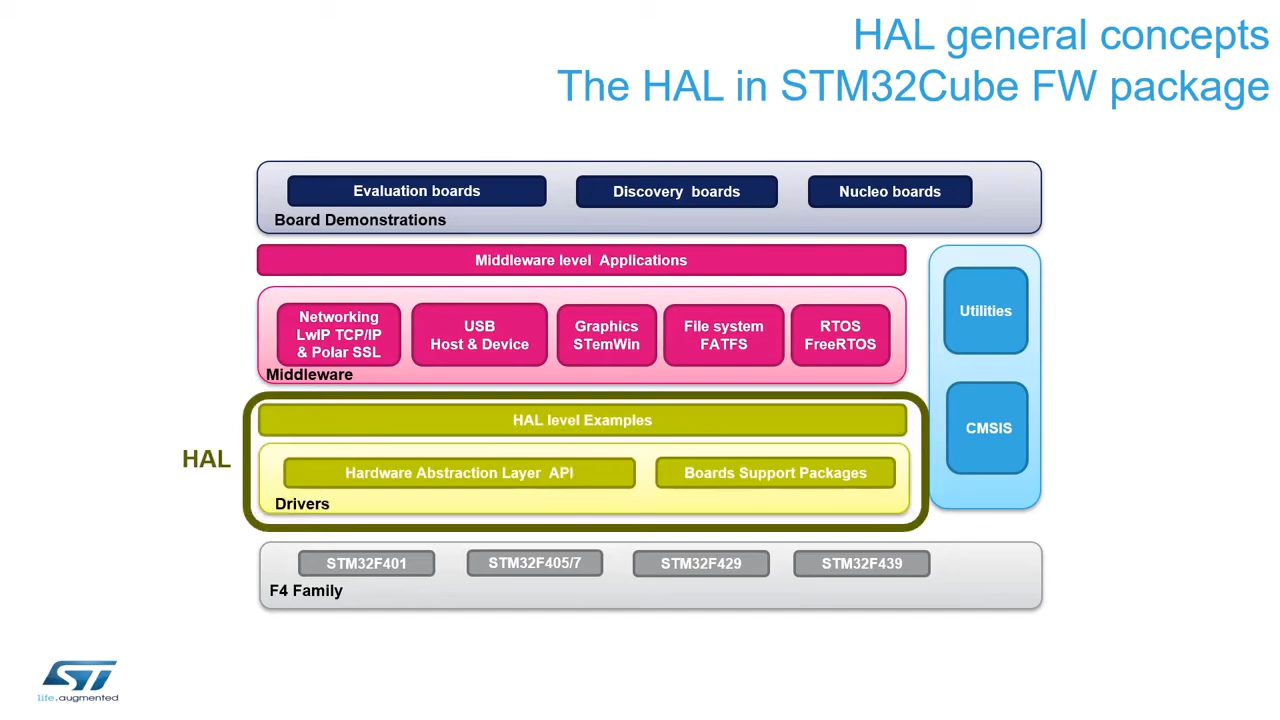 HAL general concepts
The HAL in STM32Cube FW package
Evaluation boards
Discovery boards
Nucleo boards
Board Demonstrations
Middleware level Applications
Networking
LwIP TCP/IP
& Polar SSL
USB
Host & Device
Graphics
STemWin
File system
FATFS
RTOS
FreeRTOS
Middleware
Utilities
CMSIS
HAL
HAL level Examples
Hardware Abstraction Layer API
Boards Support Packages
Drivers
STM32F401
STM32F405/7
STM32F429
STM32F439
F4 Family
ST
life.augmented